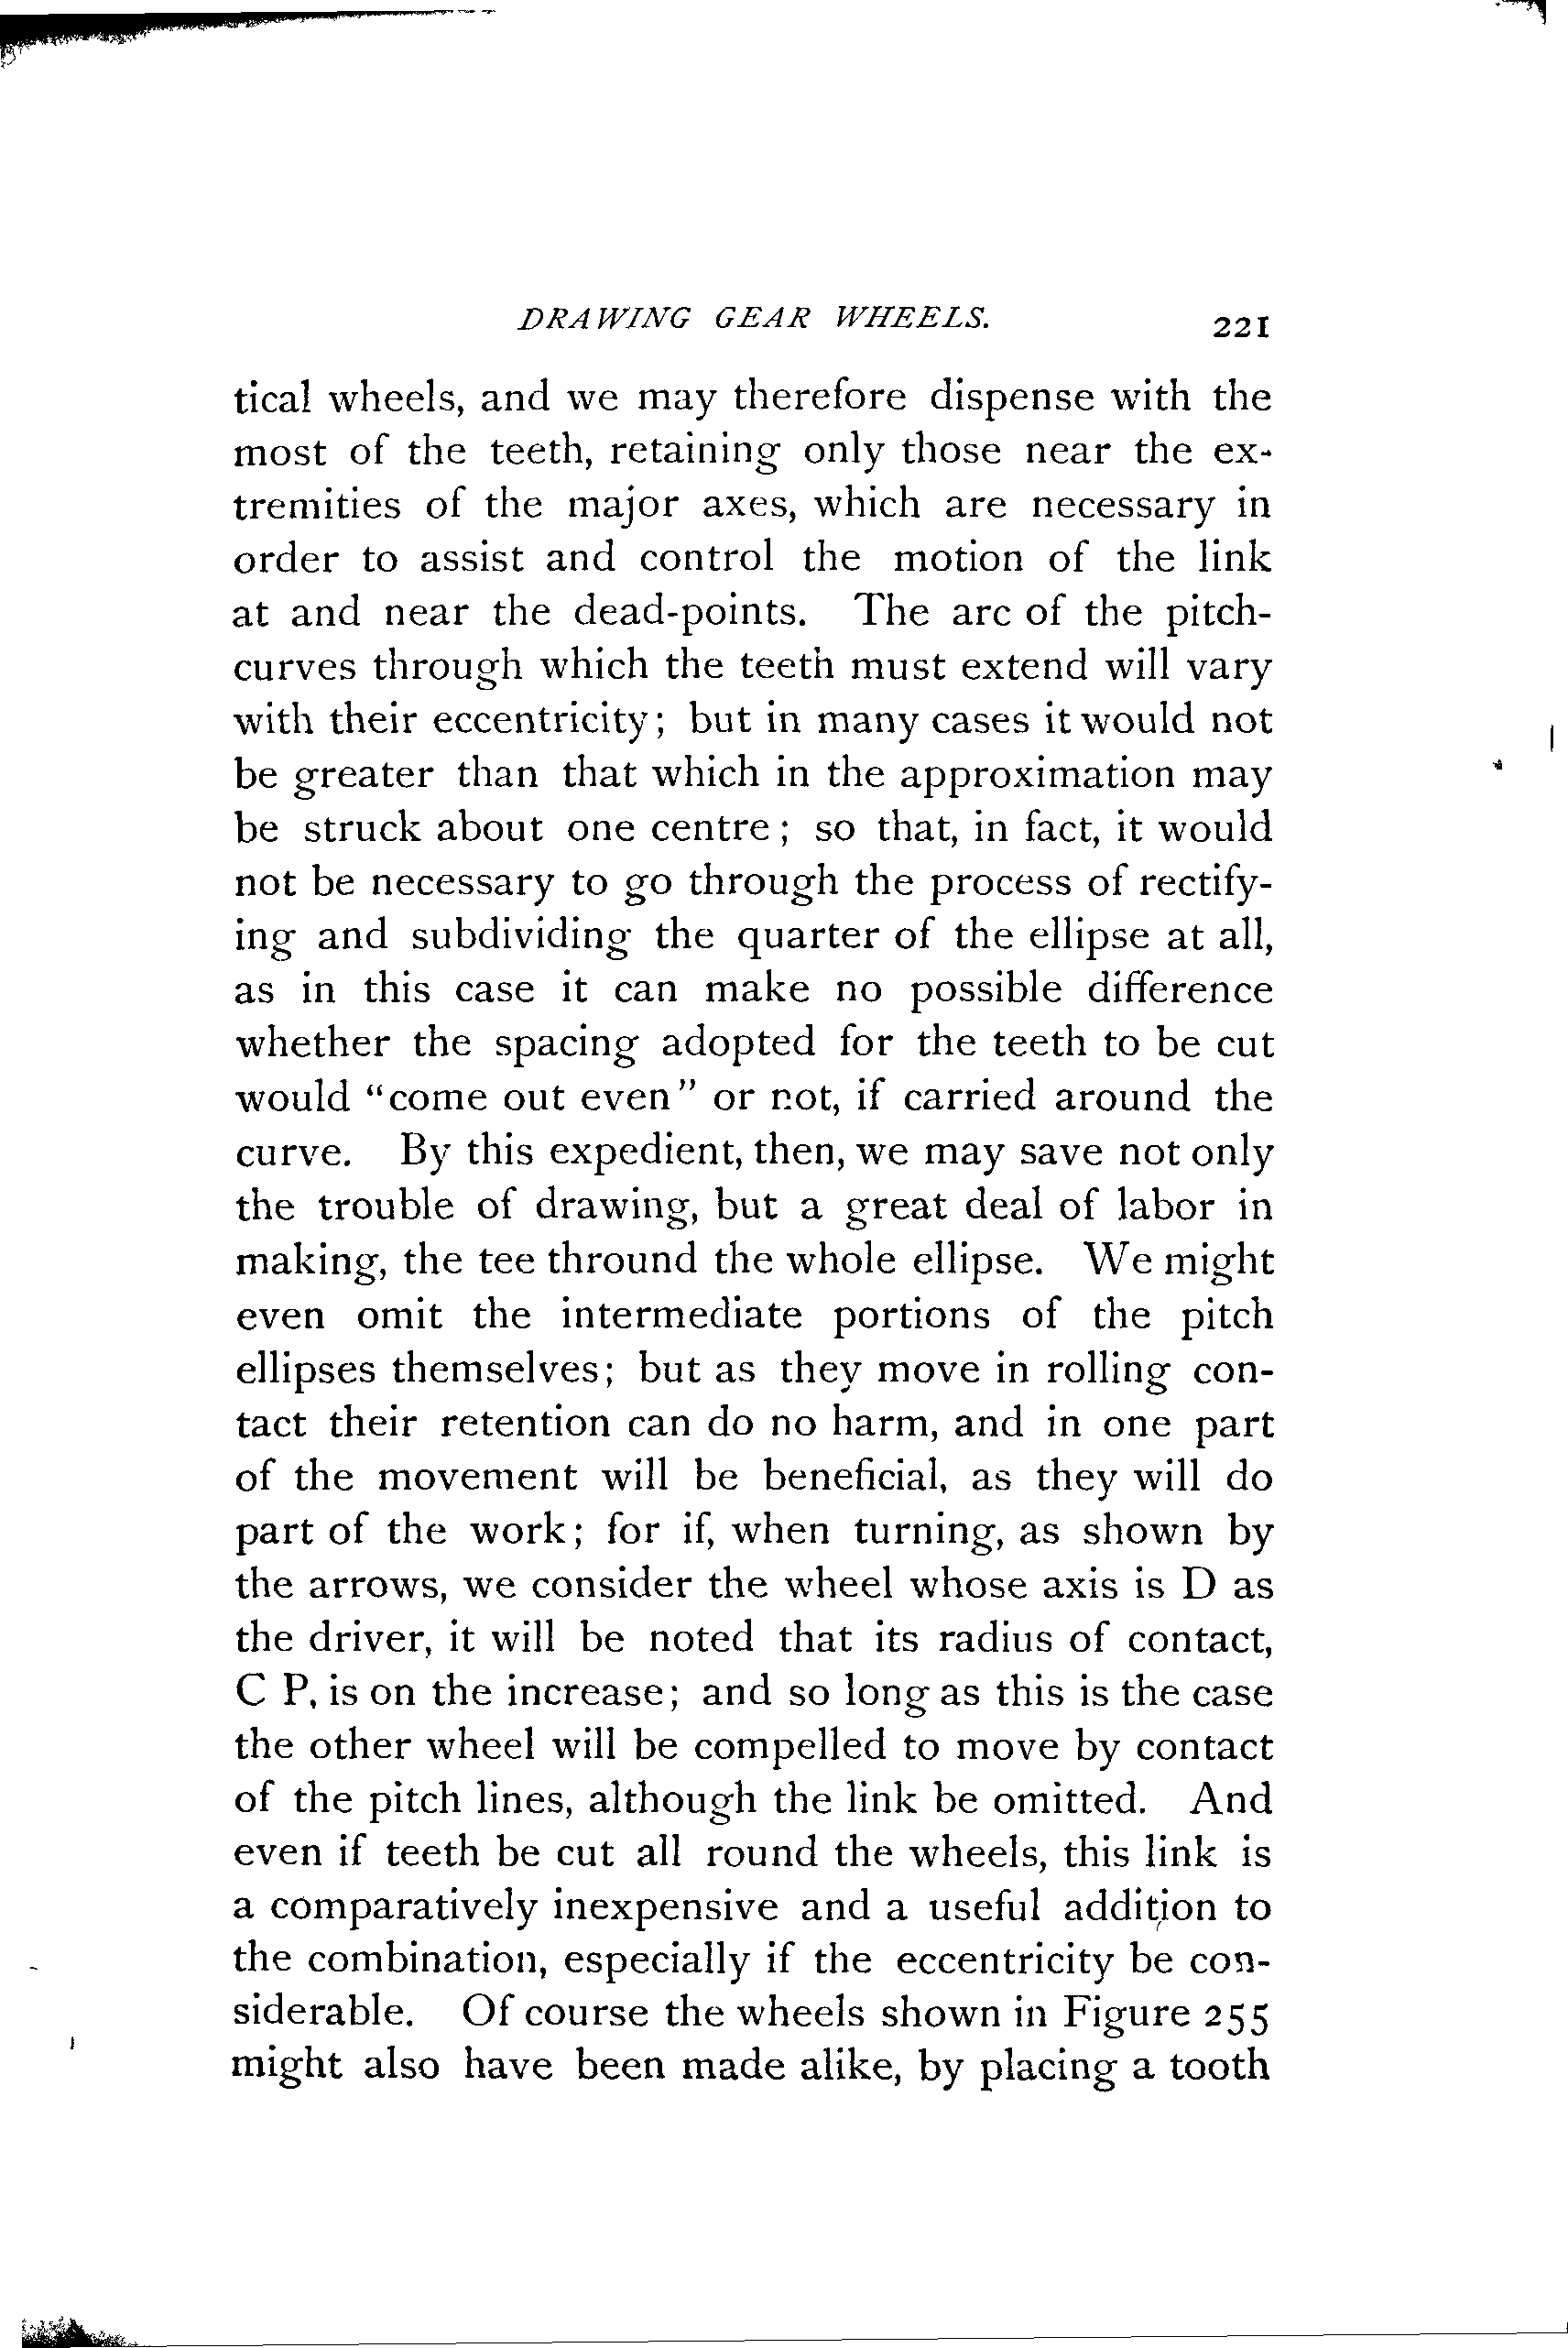 DRAWING GEAR WHEELS. 221
tical wheels, and we may therefore dispense with the
most of the teeth, retaining only those near the ex-
tremities of the major axes, which are necessary in
order to assist and control the motion of the link
at and near the dead-points. The arc of the pitch-
curves through which the teeth must extend will vary
with their eccentricity; but in many cases it would not
be greater than that which in the approximation may
be struck about one centre; so that, in fact, it would
not be necessary to go through the process of rectify-
ing and subdividing the quarter of the ellipse at all,
as in this case it can make no possible difference
whether the spacing adopted for the teeth to be cut
would "come out even" or not, if carried around the
curve. By this expedient, then, we may save not only
the trouble of drawing, but a great deal of labor in
making, the tee thround the whole ellipse. We might
even omit the intermediate portions of the pitch
ellipses themselves; but as they move in rolling con-
tact their retention can do no harm, and in one part
of the movement will be beneficial, as they will do
part of the work; for if, when turning, as shown by
the arrows, we consider the wheel whose axis is D as
the driver, it will be noted that its radius of contact,
C P, is on the increase; and so long as this is the case
the other wheel will be compelled to move by contact
of the pitch lines, although the link be omitted. And
even if teeth be cut all round the wheels, this link is
a comparatively inexpensive and a useful addition to
the combination, especially if the eccentricity be con-
siderable. Of course the wheels shown in Figure 255
might also have been made alike, by placing a tooth